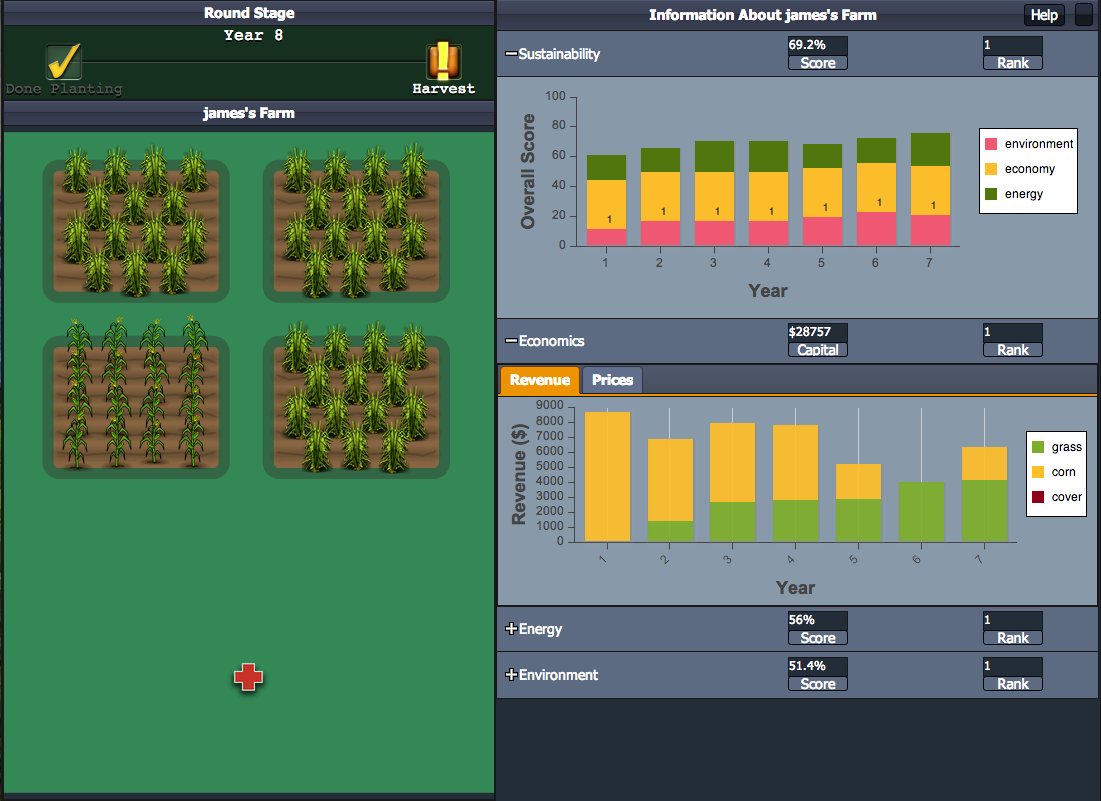 Round Stage
Year 8
Done Planting
Harvest
james's Farm
Information About james's Farm
Help
Sustainability
69.2%
Score
1
Rank
Overall Score
100
80
60
40
20
0
1 1 1 1 1 1 1
1 2 3 4 5 6 7
Year
environment
economy
energy
Economics
$28757
Capital
1
Rank
Revenue
Prices
Revenue ($)
9000
8000
7000
6000
5000
4000
3000
2000
1000
0
1 2 3 4 5 6 7
Year
grass
corn
cover
Energy
56%
Score
1
Rank
Environment
51.4%
Score
1
Rank